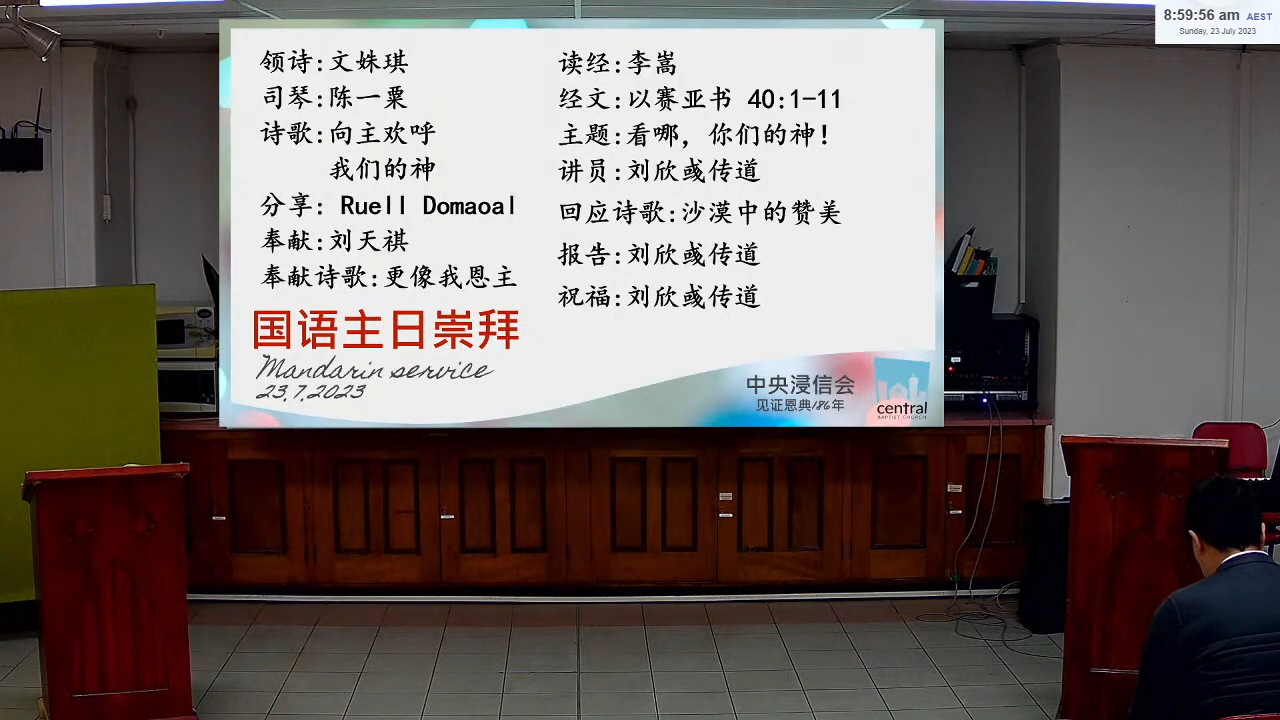 8:59:56 am AEST
Sunday, 23 July 2023
领诗:文姝琪
司琴:陈一粟
诗歌:向主欢呼
我们的神
分享: Ruell Domaoal
奉献:刘天祺
奉献诗歌:更像我恩主
读经:李嵩
经文:以赛亚书 40:1-11
主题:看哪, 你们的神!
讲员:刘欣彧传道
回应诗歌:沙漠中的赞美
报告:刘欣彧传道
祝福:刘欣彧传道
国语主日崇拜
Mandarin service
23.7.2023
中央浸信会
见证恩典186年
central
BAPTIST CHURCH